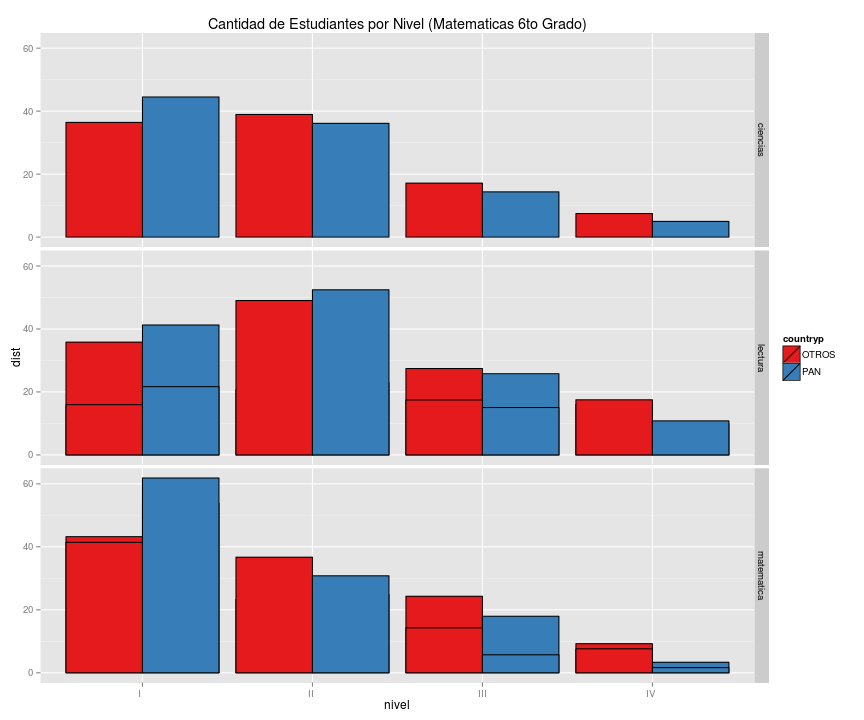 Cantidad de Estudiantes por Nivel (Matematicas 6to Grado)
60
40
20
0
ciencias
60
40
20
0
lectura
60
40
20
0
matematica
dist
I
II
III
IV
nivel
countryp
OTROS
PAN